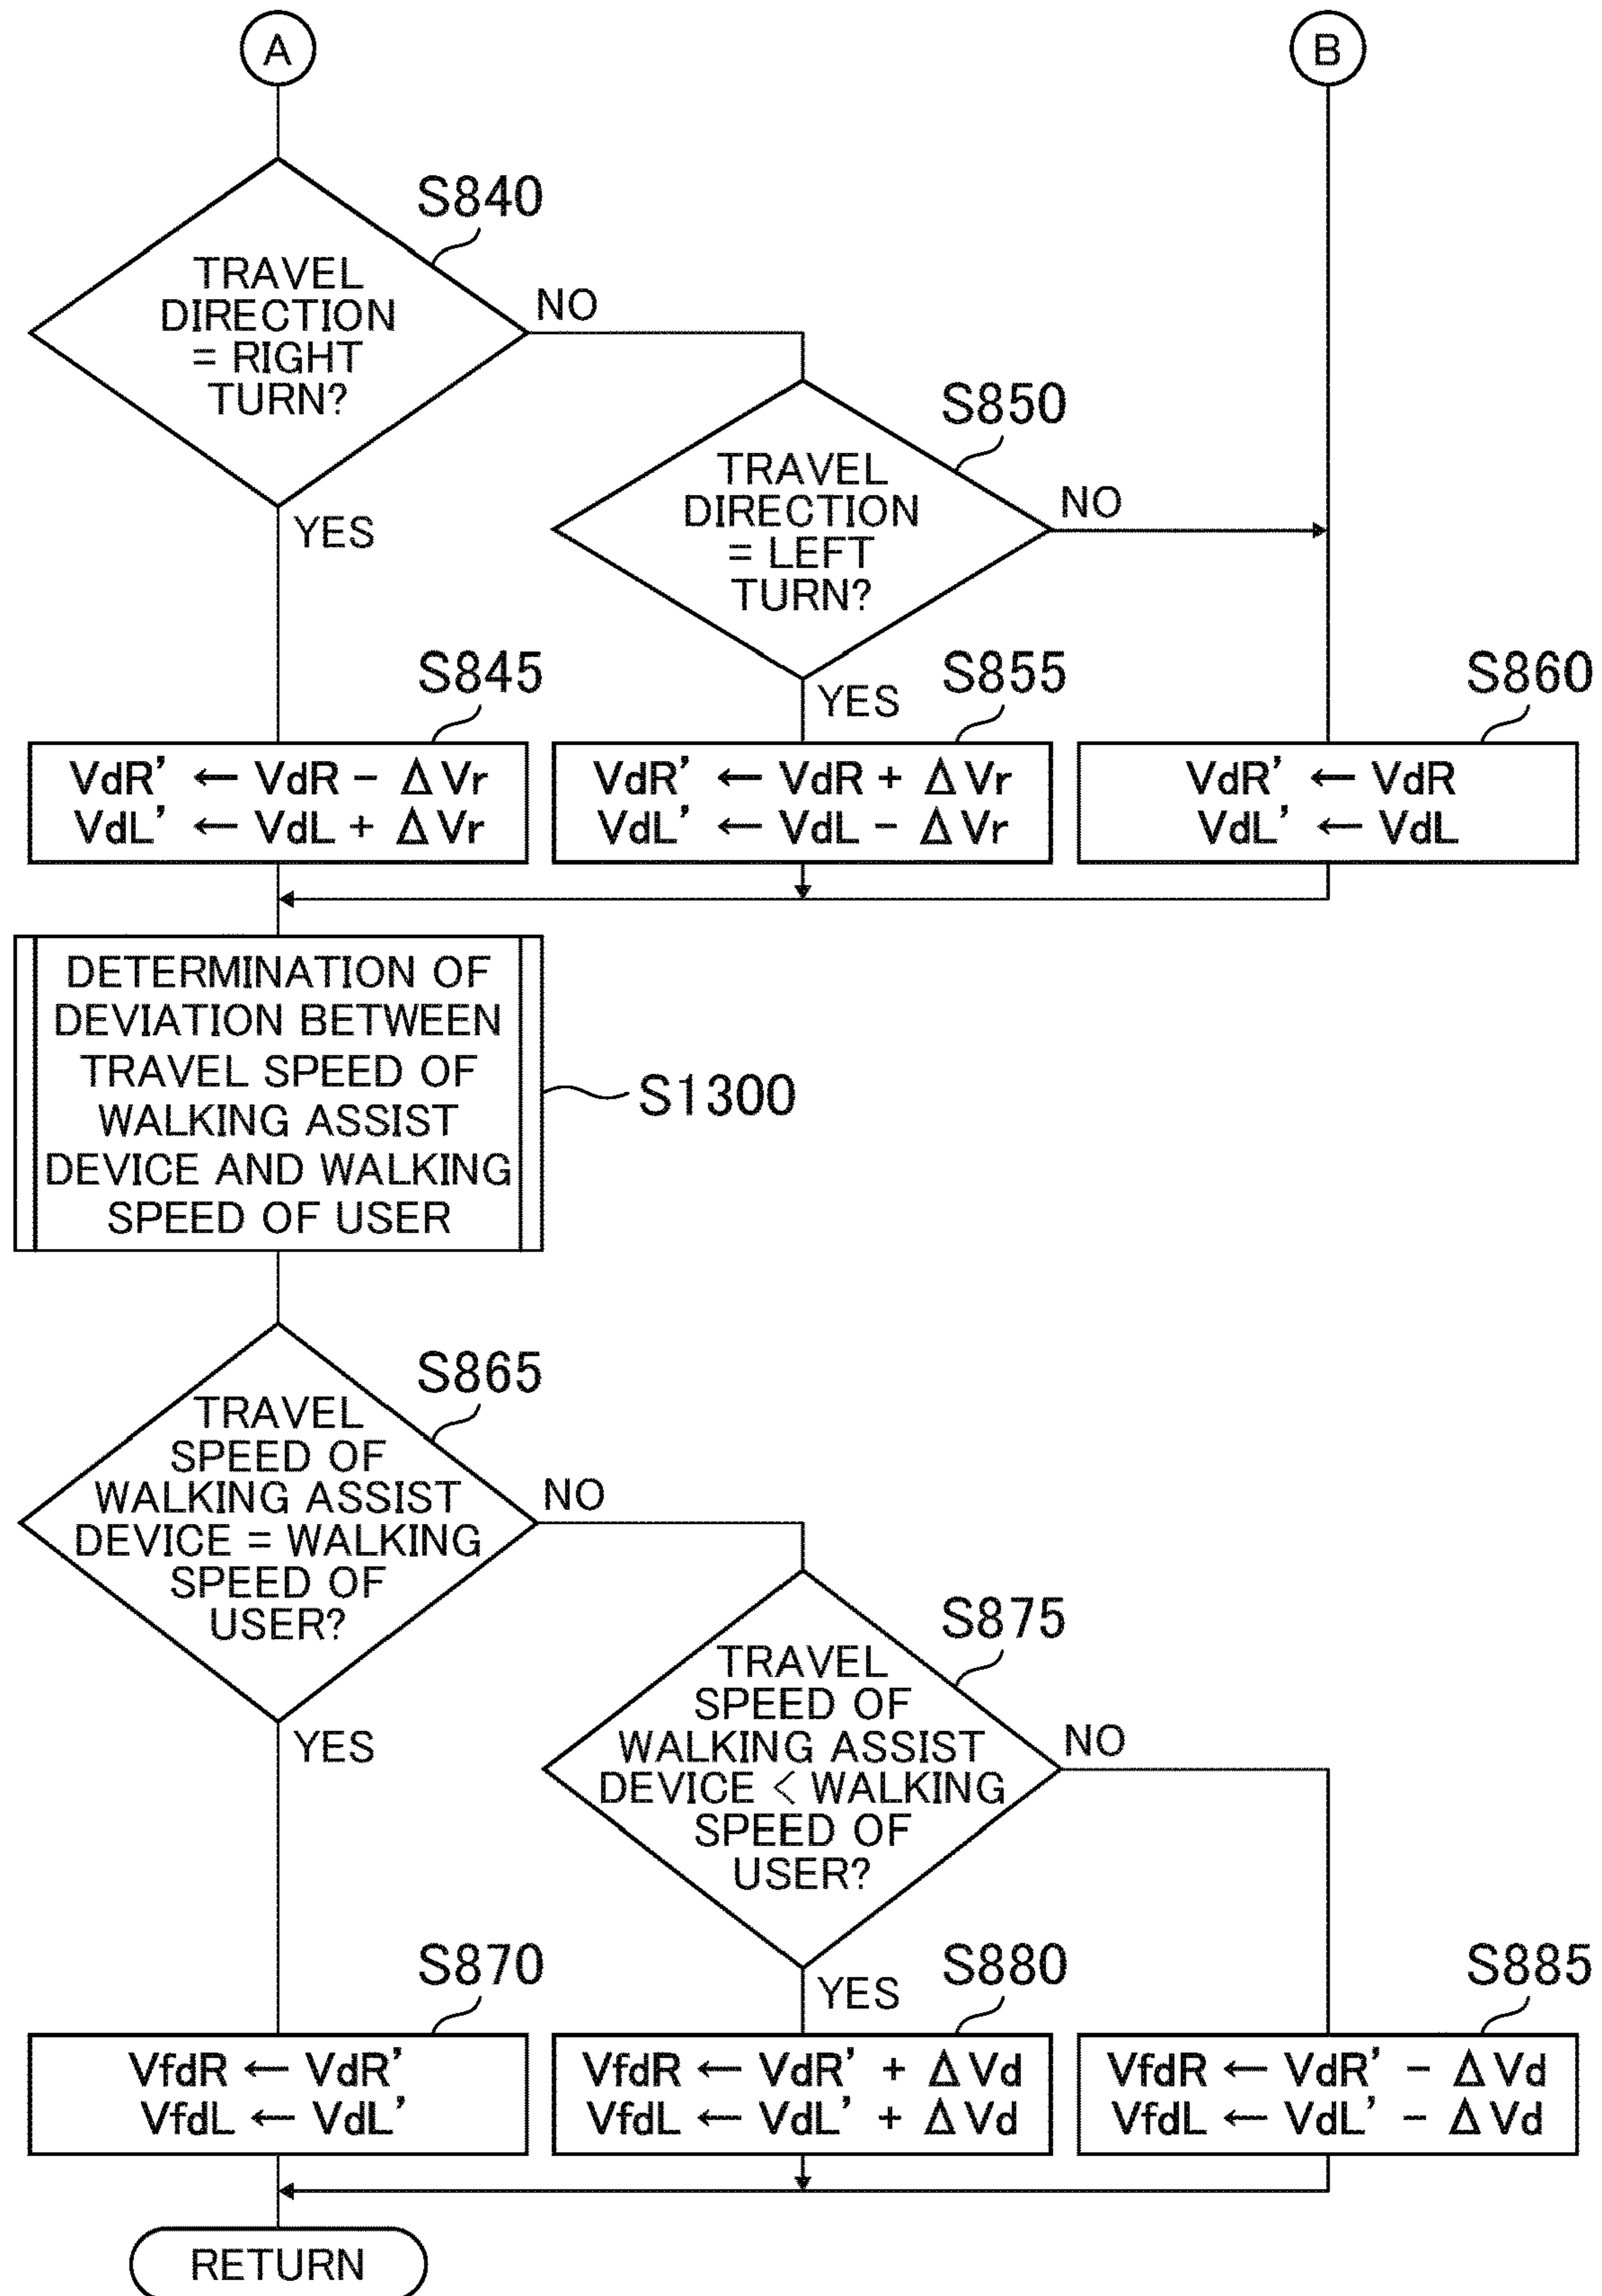 A
B
S840
TRAVEL
DIRECTION
= RIGHT
TURN?
NO
YES
S850
TRAVEL
DIRECTION
= LEFT
TURN?
NO
YES
S845
VdR' ← VdR - ΔVr
VdL' ← VdL + ΔVr
S855
VdR' ← VdR + ΔVr
VdL' ← VdL - ΔVr
S860
VdR' ← VdR
VdL' ← VdL
DETERMINATION OF
DEVIATION BETWEEN
TRAVEL SPEED OF
WALKING ASSIST
DEVICE AND WALKING
SPEED OF USER
S1300
S865
TRAVEL
SPEED OF
WALKING ASSIST
DEVICE = WALKING
SPEED OF
USER?
NO
YES
S875
TRAVEL
SPEED OF
WALKING ASSIST
DEVICE < WALKING
SPEED OF
USER?
NO
YES
S870
VfdR ← VdR'
VfdL ← VdL'
S880
VfdR ← VdR' + ΔVd
VfdL ← VdL' + ΔVd
S885
VfdR ← VdR' - ΔVd
VfdL ← VdL' - ΔVd
RETURN